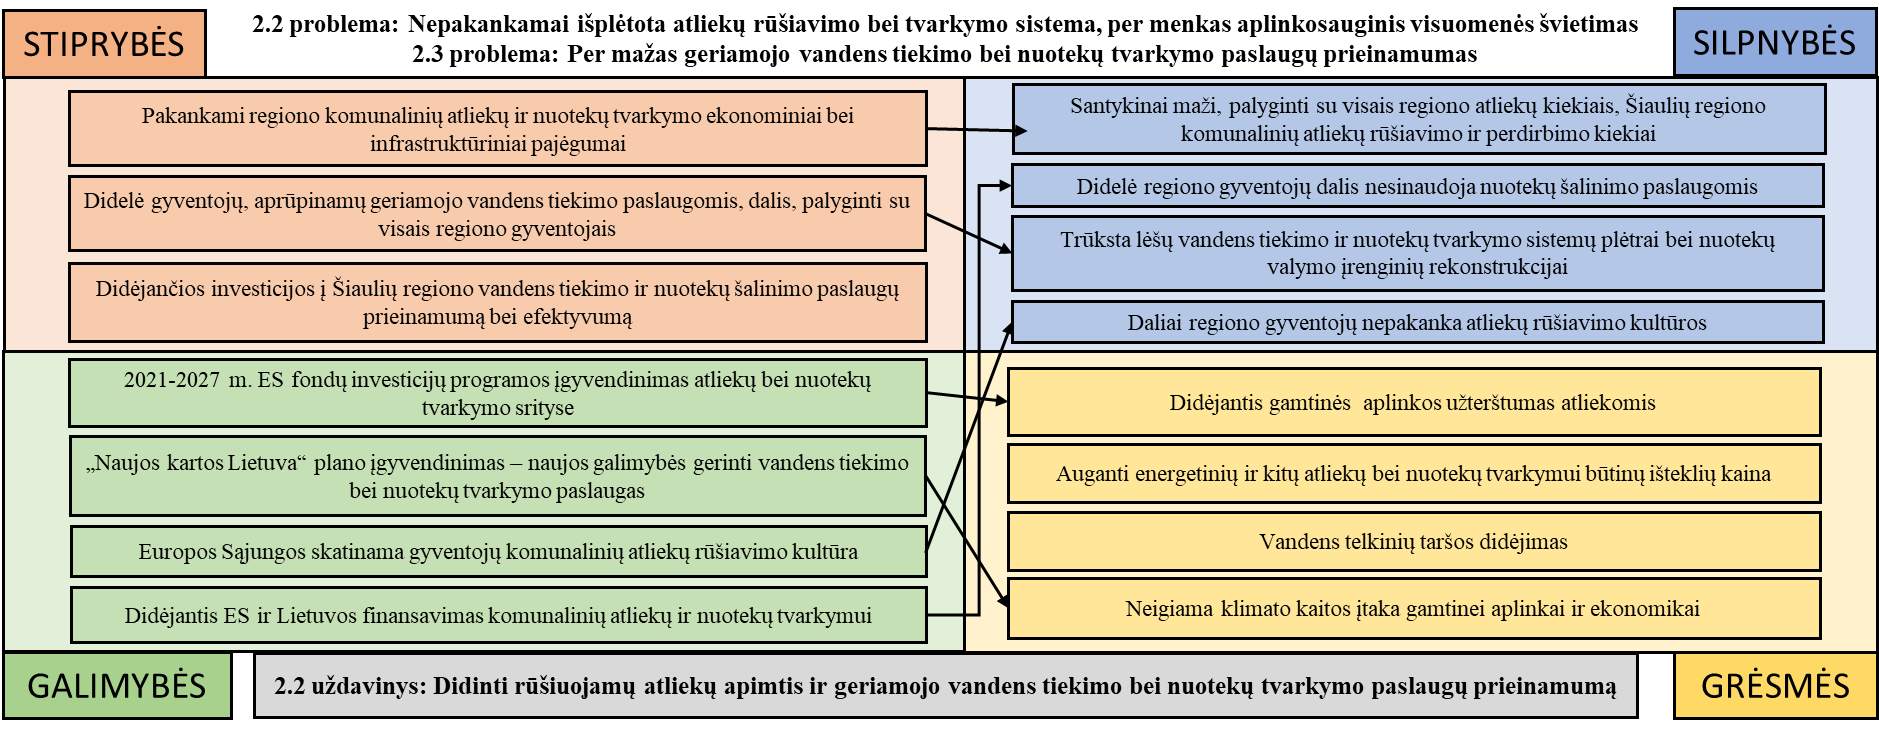 STIPRYBĖS
2.2 problema: Nepakankamai išplėtota atliekų rūšiavimo bei tvarkymo sistema, per menkas aplinkosauginis visuomenės švietimas
2.3 problema: Per mažas geriamojo vandens tiekimo bei nuotekų tvarkymo paslaugų prieinamumas
SILPNYBĖS
Pakankami regiono komunalinių atliekų ir nuotekų tvarkymo ekonominiai bei
infrastruktūriniai pajėgumai
Didelė gyventojų, aprūpinamų geriamojo vandens tiekimo paslaugomis, dalis, palyginti su
visais regiono gyventojais
Didėjančios investicijos į Šiaulių regiono vandens tiekimo ir nuotekų šalinimo paslaugų
prieinamumą bei efektyvumą
Santykinai maži, palyginti su visais regiono atliekų kiekiais, Šiaulių regiono
komunalinių atliekų rūšiavimo ir perdirbimo kiekiai
Didelė regiono gyventojų dalis nesinaudoja nuotekų šalinimo paslaugomis
Trūksta lėšų vandens tiekimo ir nuotekų tvarkymo sistemų plėtrai bei nuotekų
valymo įrenginių rekonstrukcijai
Daliai regiono gyventojų nepakanka atliekų rūšiavimo kultūros
2021-2027 m. ES fondų investicijų programos įgyvendinimas atliekų bei nuotekų
tvarkymo srityse
„Naujos kartos Lietuva“ plano įgyvendinimas – naujos galimybės gerinti vandens tiekimo
bei nuotekų tvarkymo paslaugas
Europos Sąjungos skatinama gyventojų komunalinių atliekų rūšiavimo kultūra
Didėjantis ES ir Lietuvos finansavimas komunalinių atliekų ir nuotekų tvarkymui
Didėjantis gamtinės aplinkos užterštumas atliekomis
Auganti energetinių ir kitų atliekų bei nuotekų tvarkymui būtinų išteklių kaina
Vandens telkinių taršos didėjimas
Neigiama klimato kaitos įtaka gamtinei aplinkai ir ekonomikai
GALIMYBĖS
2.2 uždavinys: Didinti rūšiuojamų atliekų apimtis ir geriamojo vandens tiekimo bei nuotekų tvarkymo paslaugų prieinamumą
GRĖSMĖS